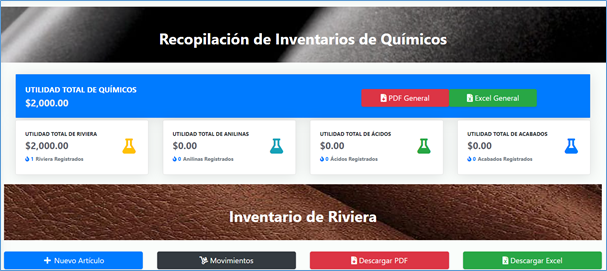 Recopilación de Inventarios de Químicos
UTILIDAD TOTAL DE QUÍMICOS
$2,000.00
PDF General
Excel General
UTILIDAD TOTAL DE RIVIERA
$2,000.00
1 Riviera Registrados
UTILIDAD TOTAL DE ANILINAS
$0.00
0 Anilinas Registrados
UTILIDAD TOTAL DE ÁCIDOS
$0.00
0 Ácidos Registrados
UTILIDAD TOTAL DE ACABADOS
$0.00
0 Acabados Registrados
Inventario de Riviera
Nuevo Artículo
Movimientos
Descargar PDF
Descargar Excel